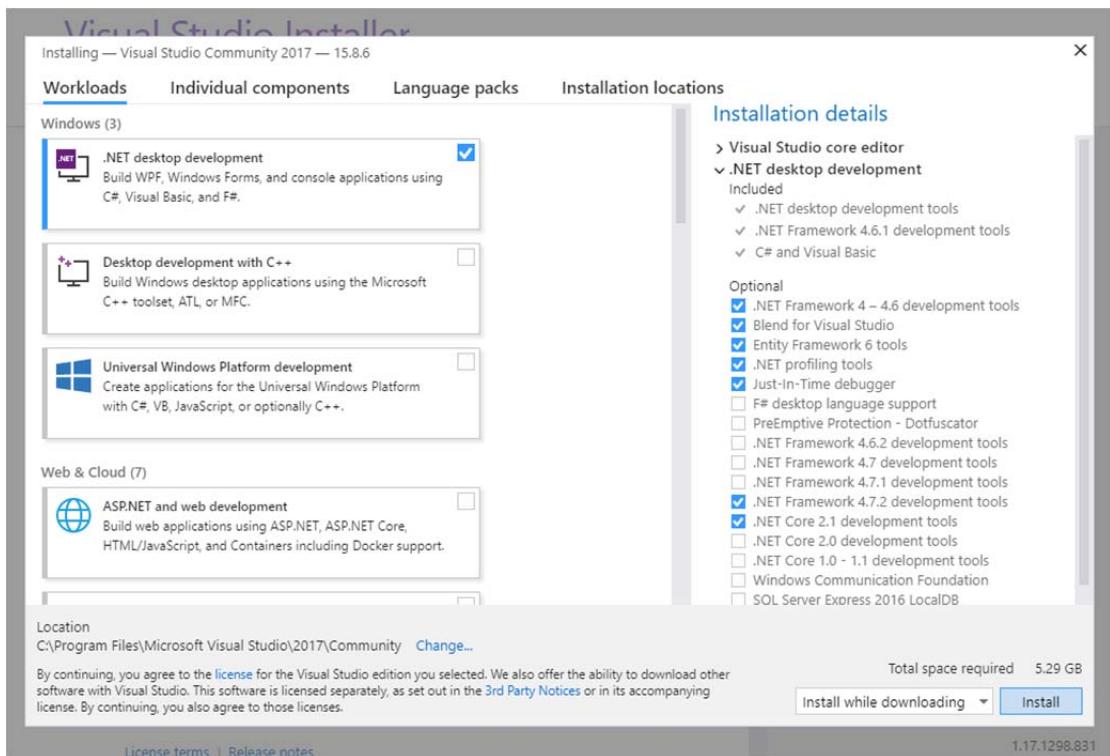 Visual Studio Installer
Installing — Visual Studio Community 2017 — 15.8.6
Workloads
Individual components
Language packs
Installation locations
Windows (3)
.NET
.NET desktop development
Build WPF, Windows Forms, and console applications using
C#, Visual Basic, and F#.
Desktop development with C++
Build Windows desktop applications using the Microsoft
C++ toolset, ATL, or MFC.
Universal Windows Platform development
Create applications for the Universal Windows Platform
with C#, VB, JavaScript, or optionally C++.
Web & Cloud (7)
ASP.NET and web development
Build web applications using ASP.NET, ASP.NET Core,
HTML/JavaScript, and Containers including Docker support.
Installation details
Visual Studio core editor
.NET desktop development
Included
.NET desktop development tools
.NET Framework 4.6.1 development tools
C# and Visual Basic
Optional
.NET Framework 4 – 4.6 development tools
Blend for Visual Studio
Entity Framework 6 tools
.NET profiling tools
Just-In-Time debugger
F# desktop language support
PreEmptive Protection - Dotfuscator
.NET Framework 4.6.2 development tools
.NET Framework 4.7 development tools
.NET Framework 4.7.1 development tools
.NET Framework 4.7.2 development tools
.NET Core 2.1 development tools
.NET Core 2.0 development tools
.NET Core 1.0 - 1.1 development tools
Windows Communication Foundation
SQL Server Express 2016 LocalDB
Location
C:\Program Files\Microsoft Visual Studio\2017\Community Change...
By continuing, you agree to the license for the Visual Studio edition you selected. We also offer the ability to download other
software with Visual Studio. This software is licensed separately, as set out in the 3rd Party Notices or in its accompanying
license. By continuing, you also agree to those licenses.
Total space required 5.29 GB
Install while downloading
Install
License terms | Release notes
1.17.1298.831